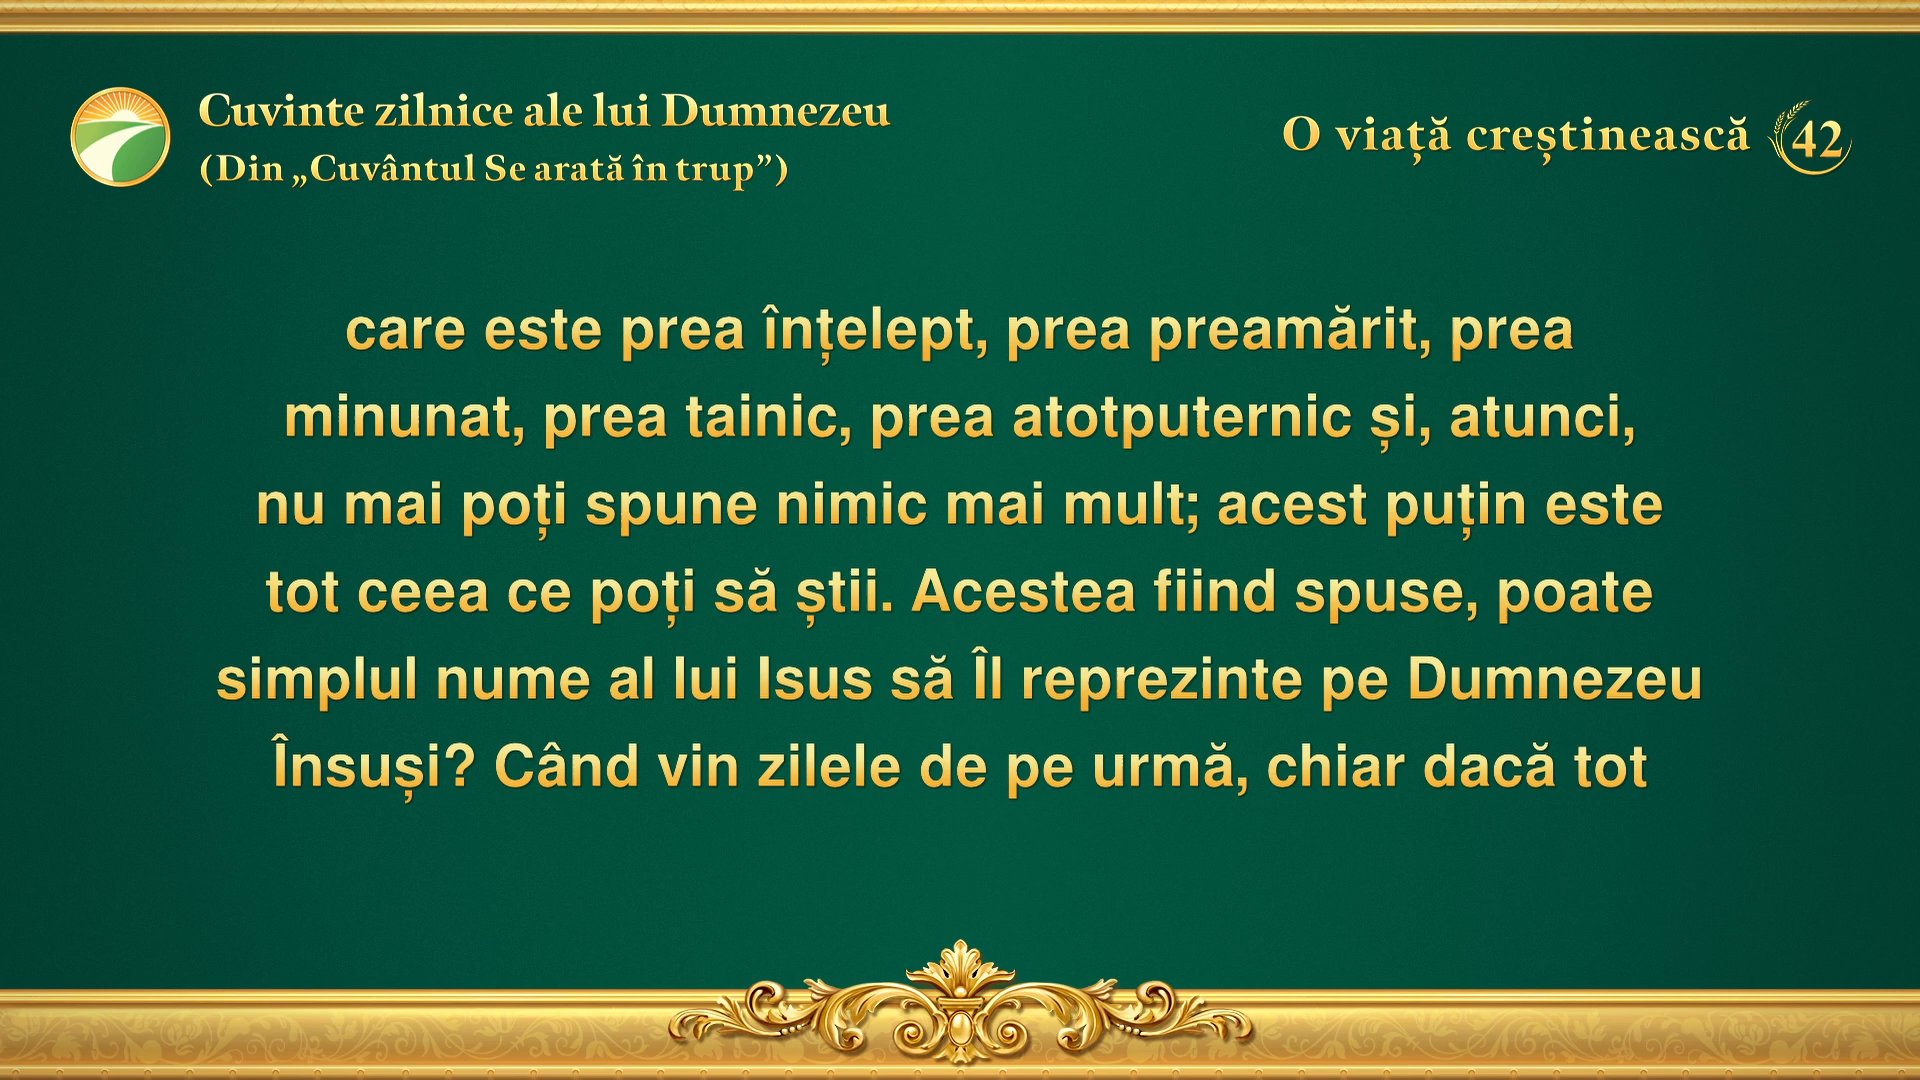 Cuvinte zilnice ale lui Dumnezeu
(Din „Cuvântul Se arată în trup”)
O viață creștinească 42
care este prea înțelept, prea preamărit, prea
minunat, prea tainic, prea atotputernic și, atunci,
nu mai poți spune nimic mai mult; acest puțin este
tot ceea ce poți să știi. Acestea fiind spuse, poate
simplul nume al lui Isus să Îl reprezinte pe Dumnezeu
Însuși? Când vin zilele de pe urmă, chiar dacă tot